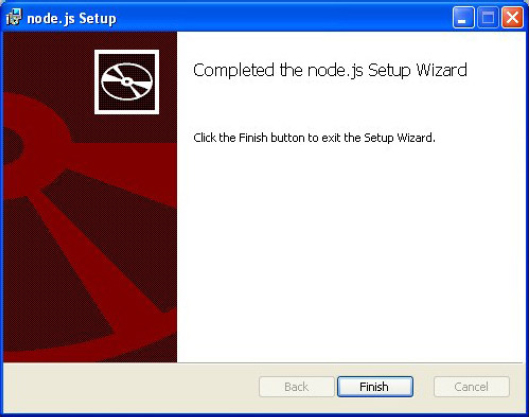 node.js Setup
Completed the node.js Setup Wizard
Click the Finish button to exit the Setup Wizard.
Back
Finish
Cancel